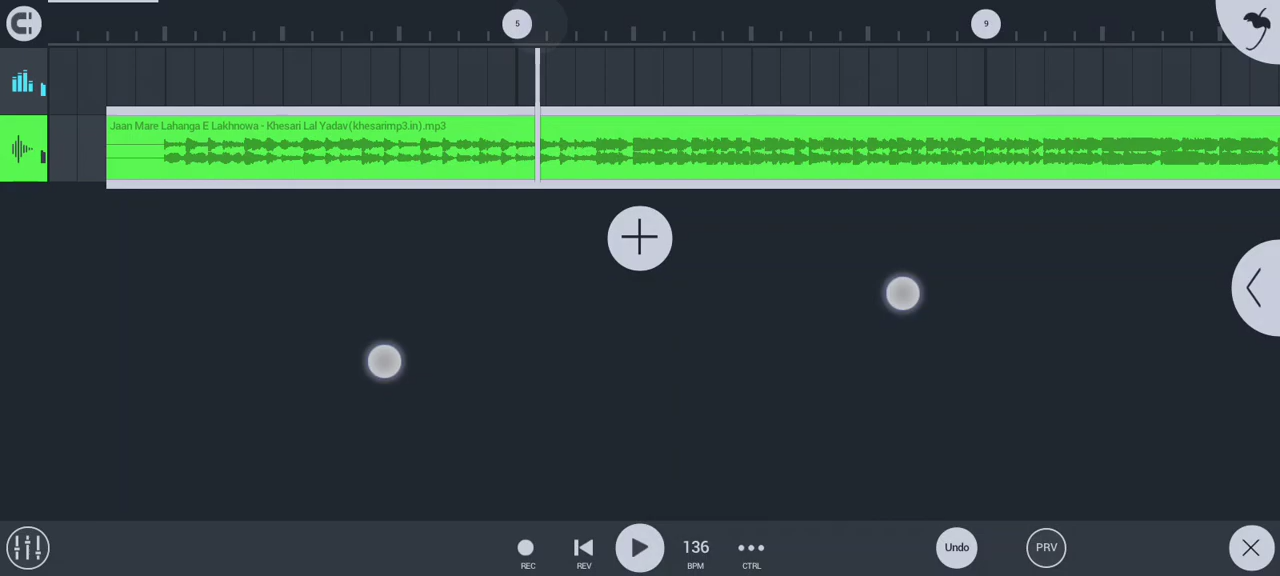 5
9
Jaan Mare Lahanga E Lakhnowa - Khesari Lal Yadav(khesarimp3.in).mp3
REC
REV
136
BPM
CTRL
Undo
PRV